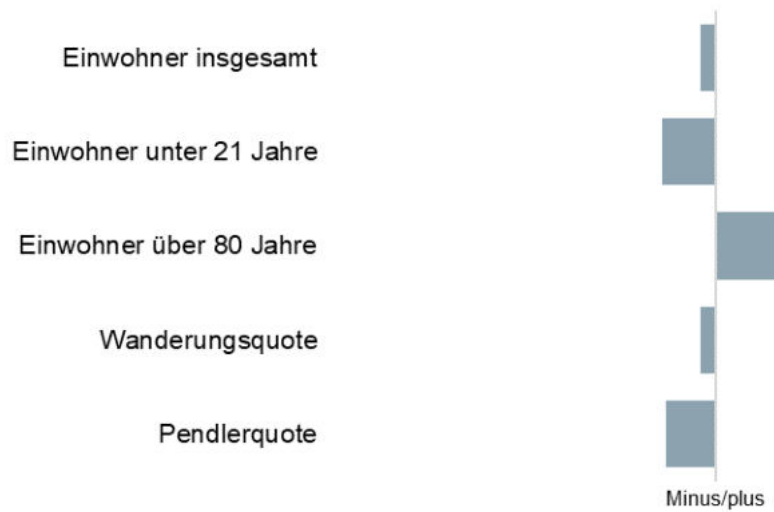 Einwohner insgesamt
Einwohner unter 21 Jahre
Einwohner über 80 Jahre
Wanderungsquote
Pendlerquote
Minus/plus